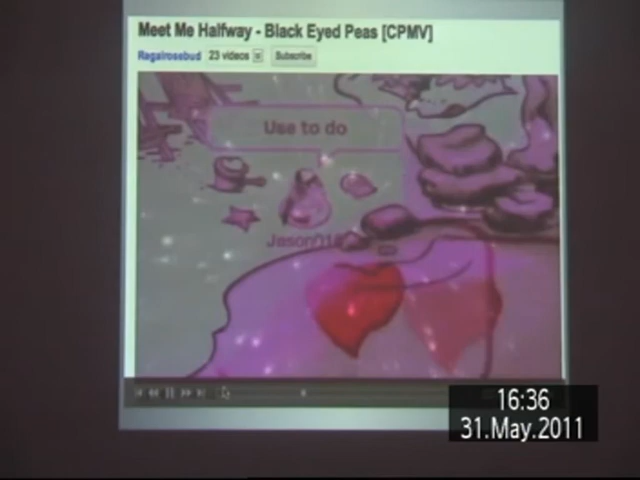 Meet Me Halfway - Black Eyed Peas [CPMV]
Regalrosebud 23 videos Subscribe
Use to do
16:36
31.May.2011